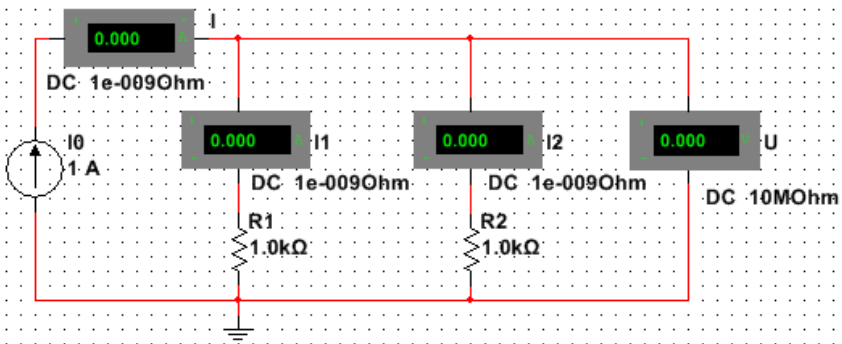 I
0.000 A
DC 1e-009Ohm
I0
1 A
0.000 A
I1
DC 1e-009Ohm
0.000 A
I2
DC 1e-009Ohm
0.000 V
U
DC 10MOhm
R1
1.0kΩ
R2
1.0kΩ